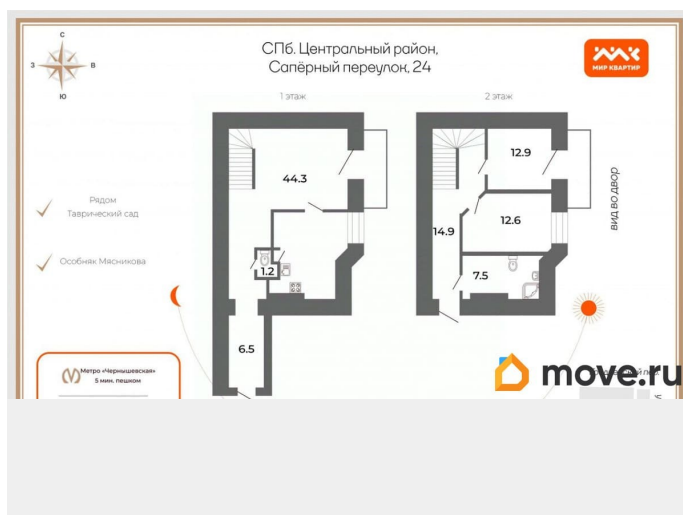 С
З
В
Ю
СПб. Центральный район,
Сапёрный переулок, 24
МИР КВАРТИР
1 этаж
2 этаж
44.3
1.2
6.5
12.9
12.6
14.9
7.5
ВИД ВО ДВОР
Рядом
Таврический сад
Особняк Мясникова
Метро «Чернышевская»
5 мин. пешком
move.ru